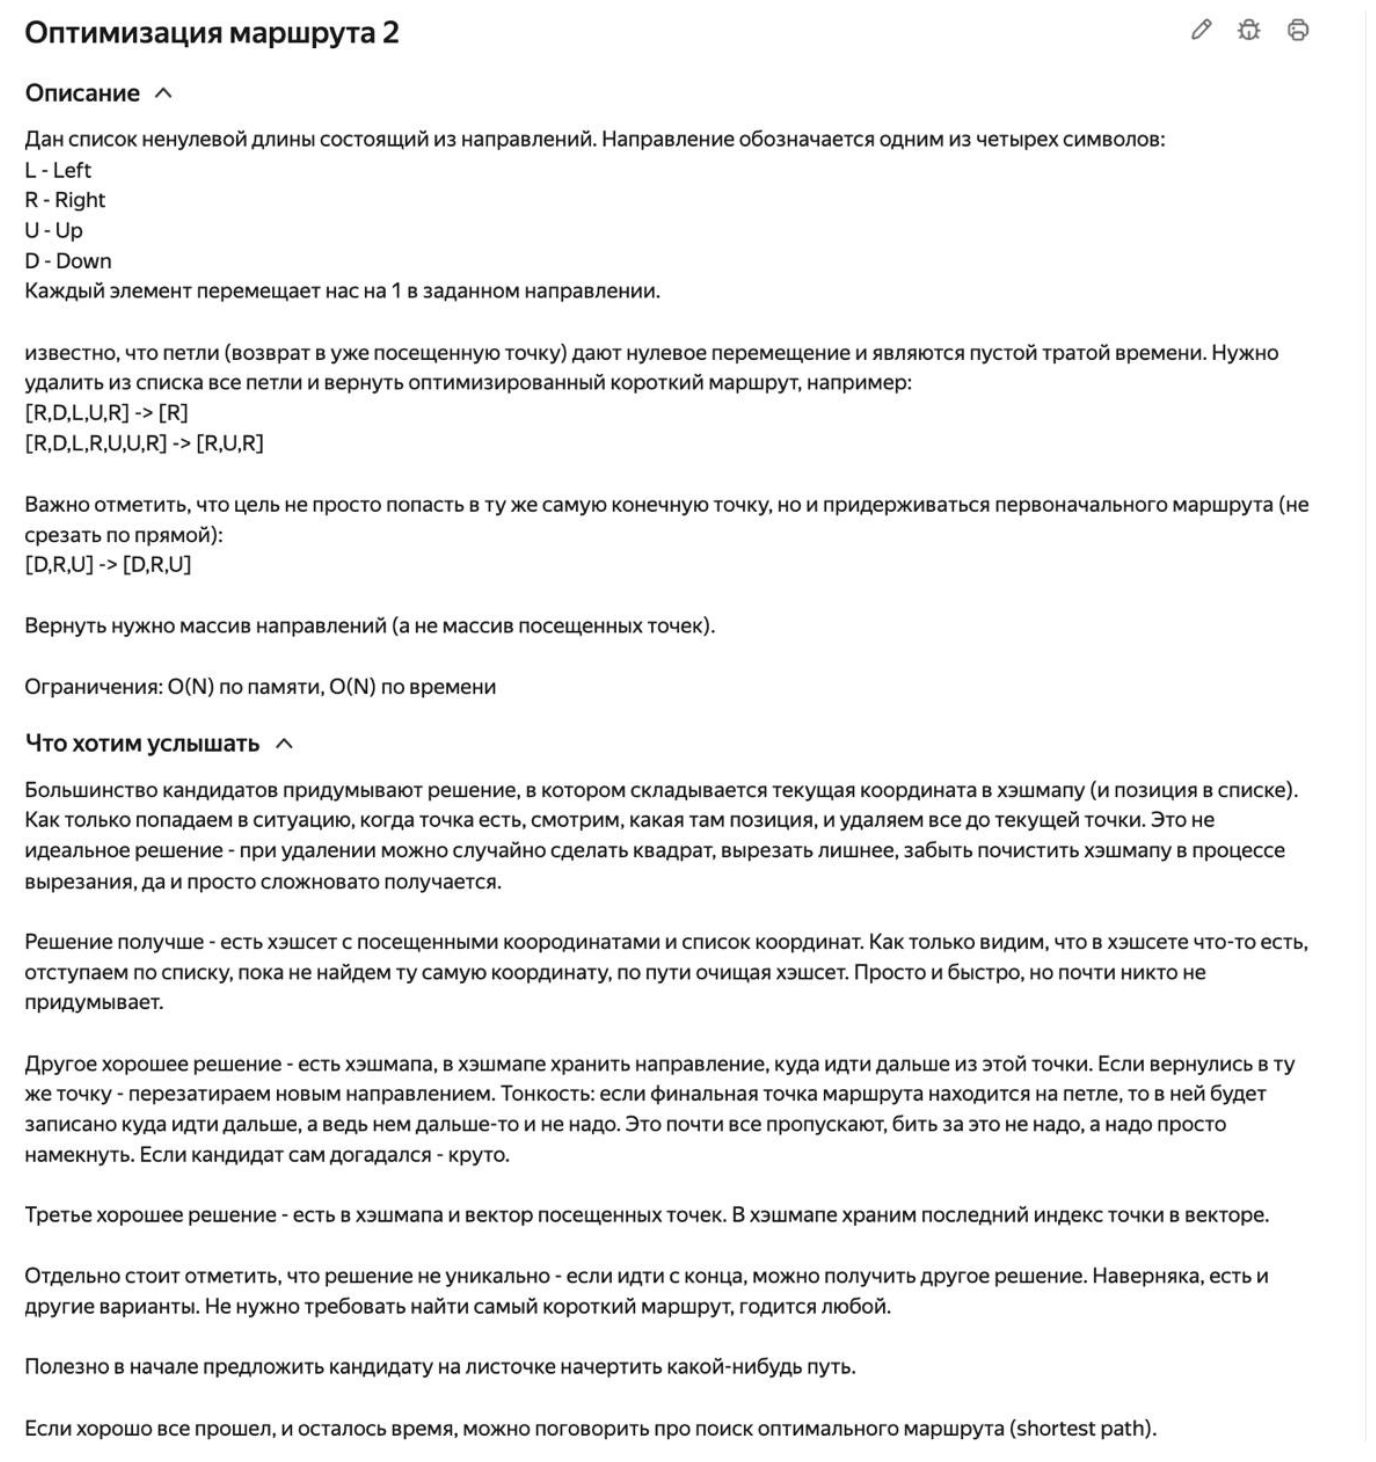 Оптимизация маршрута 2
Описание
Дан список ненулевой длины состоящий из направлений. Направление обозначается одним из четырех символов:
L - Left
R - Right
U - Up
D - Down
Каждый элемент перемещает нас на 1 в заданном направлении.
известно, что петли (возврат в уже посещенную точку) дают нулевое перемещение и являются пустой тратой времени. Нужно
удалить из списка все петли и вернуть оптимизированный короткий маршрут, например:
[R,D,L,U,R] -> [R]
[R,D,L,R,U,U,R] -> [R,U,R]
Важно отметить, что цель не просто попасть в ту же самую конечную точку, но и придерживаться первоначального маршрута (не
срезать по прямой):
[D,R,U] -> [D,R,U]
Вернуть нужно массив направлений (а не массив посещенных точек).
Ограничения: O(N) по памяти, O(N) по времени
Что хотим услышать
Большинство кандидатов придумывают решение, в котором складывается текущая координата в хэшмапу (и позиция в списке).
Как только попадаем в ситуацию, когда точка есть, смотрим, какая там позиция, и удаляем все до текущей точки. Это не
идеальное решение - при удалении можно случайно сделать квадрат, вырезать лишнее, забыть почистить хэшмапу в процессе
вырезания, да и просто сложновато получается.
Решение получше - есть хэшсет с посещенными коородинатами и список координат. Как только видим, что в хэшсете что-то есть,
отступаем по списку, пока не найдем ту самую координату, по пути очищая хэшсет. Просто и быстро, но почти никто не
придумывает.
Другое хорошее решение - есть хэшмапа, в хэшмапе хранить направление, куда идти дальше из этой точки. Если вернулись в ту
же точку - перезатираем новым направлением. Тонкость: если финальная точка маршрута находится на петле, то в ней будет
записано куда идти дальше, а ведь нем дальше-то и не надо. Это почти все пропускают, бить за это не надо, а надо просто
намекнуть. Если кандидат сам догадался - круто.
Третье хорошее решение - есть в хэшмапа и вектор посещенных точек. В хэшмапе храним последний индекс точки в векторе.
Отдельно стоит отметить, что решение не уникально - если идти с конца, можно получить другое решение. Наверняка, есть и
другие варианты. Не нужно требовать найти самый короткий маршрут, годится любой.
Полезно в начале предложить кандидату на листочке начертить какой-нибудь путь.
Если хорошо все прошел, и осталось время, можно поговорить про поиск оптимального маршрута (shortest path).